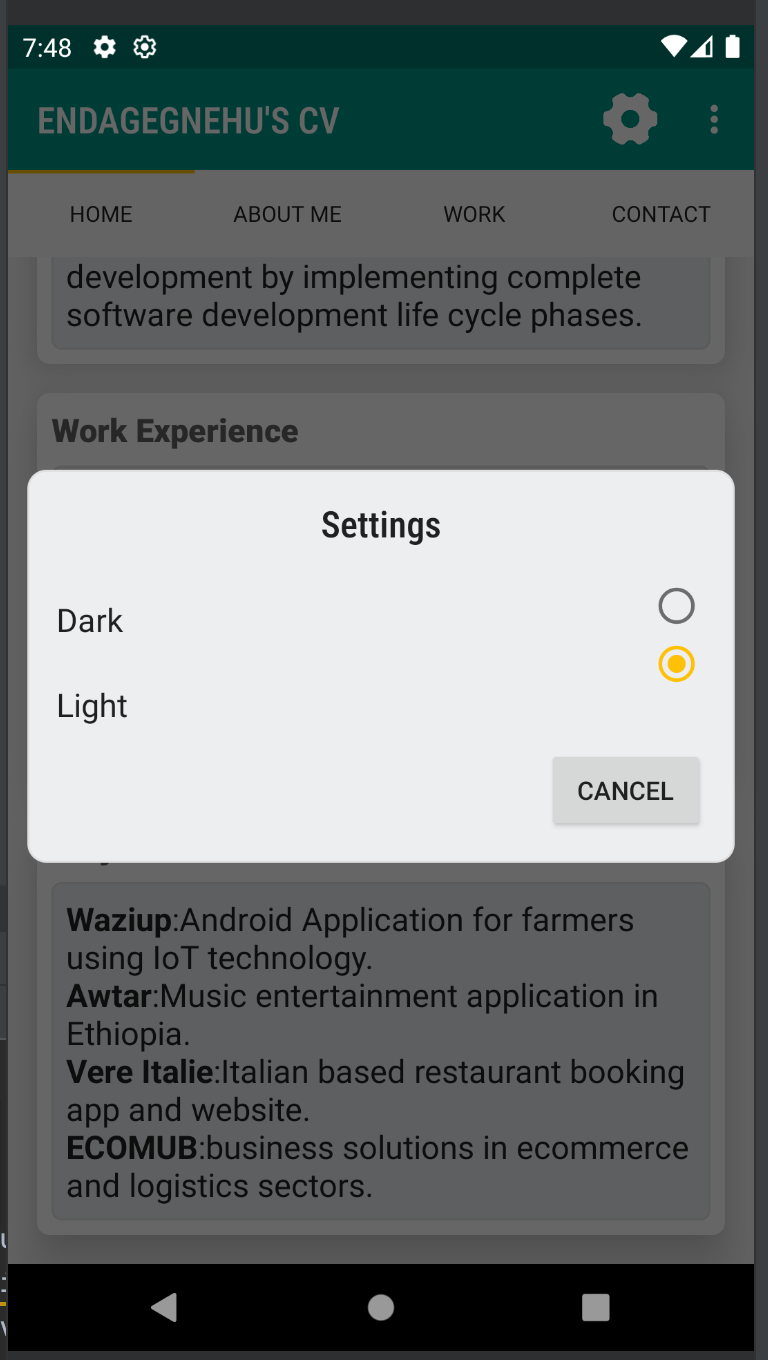 7:48
ENDAGEGNEHU'S CV
HOME ABOUT ME WORK CONTACT
development by implementing complete
software development life cycle phases.
Work Experience
Settings
Dark
Light
CANCEL
Waziup:Android Application for farmers
using IoT technology.
Awtar:Music entertainment application in
Ethiopia.
Vere Italie:Italian based restaurant booking
app and website.
ECOMUB:business solutions in ecommerce
and logistics sectors.